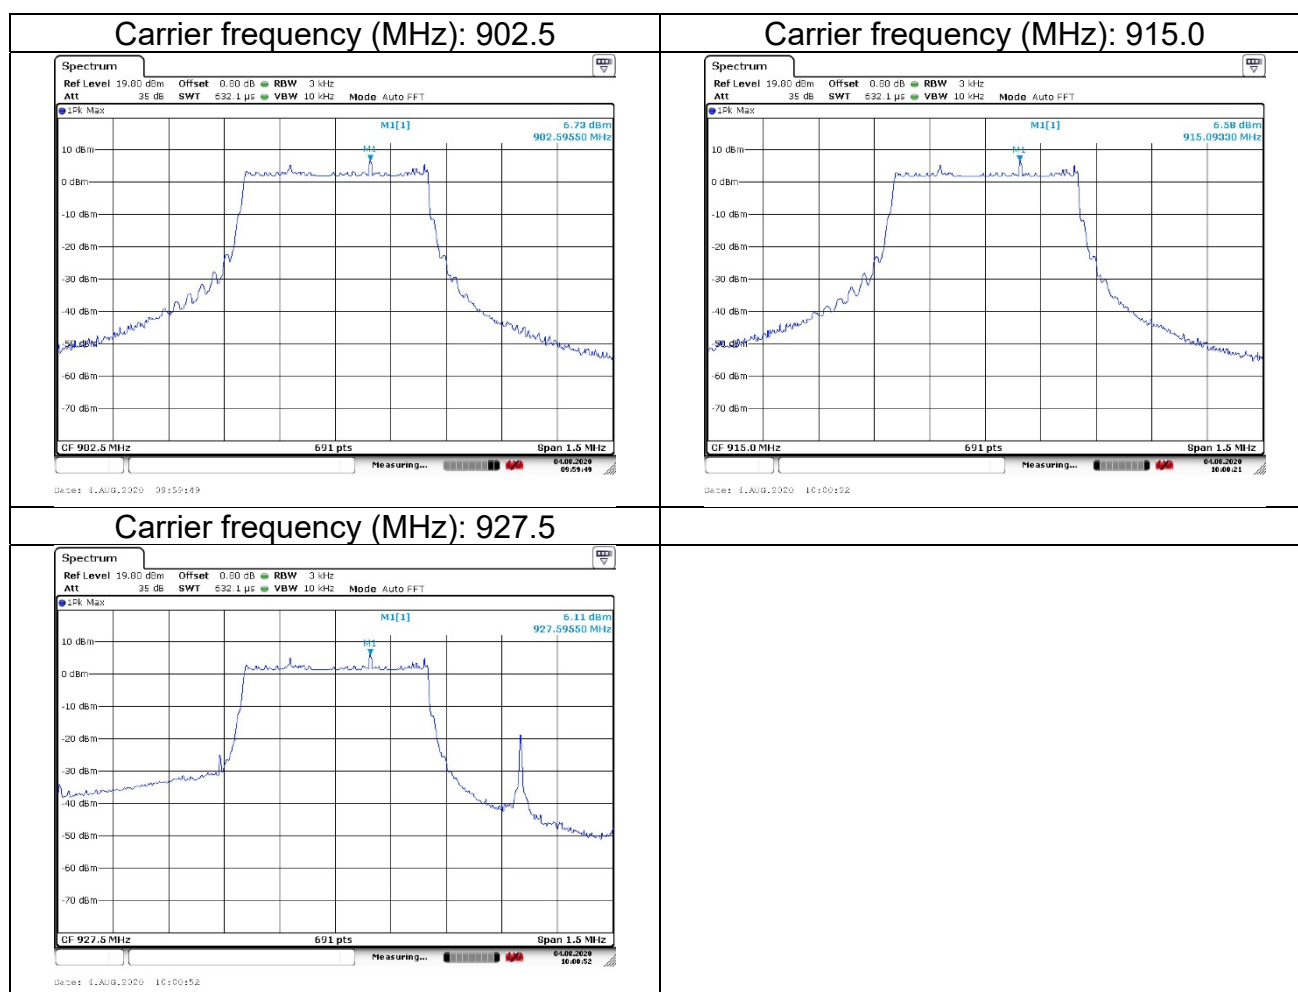 Carrier frequency (MHz): 902.5
Spectrum
Ref Level 19.80 dBm Offset 0.80 dB RBW 3 kHz
Att 35 dB SWT 632.1 µs VBW 10 kHz Mode Auto FFT
1Pk Max
M1[1] 6.73 dBm
902.59550 MHz
M1
10 dBm
0 dBm
-10 dBm
-20 dBm
-30 dBm
-40 dBm
-50 dBm
-60 dBm
-70 dBm
CF 902.5 MHz 691 pts Span 1.5 MHz
Measuring... 04.08.2020
09:59:49
Date: 4.AUG.2020 09:59:49
Carrier frequency (MHz): 915.0
Spectrum
Ref Level 19.80 dBm Offset 0.80 dB RBW 3 kHz
Att 35 dB SWT 632.1 µs VBW 10 kHz Mode Auto FFT
1Pk Max
M1[1] 6.58 dBm
915.09330 MHz
M1
10 dBm
0 dBm
-10 dBm
-20 dBm
-30 dBm
-40 dBm
-50 dBm
-60 dBm
-70 dBm
CF 915.0 MHz 691 pts Span 1.5 MHz
Measuring... 04.08.2020
10:00:21
Date: 4.AUG.2020 10:00:22
Carrier frequency (MHz): 927.5
Spectrum
Ref Level 19.80 dBm Offset 0.80 dB RBW 3 kHz
Att 35 dB SWT 632.1 µs VBW 10 kHz Mode Auto FFT
1Pk Max
M1[1] 6.11 dBm
927.59550 MHz
M1
10 dBm
0 dBm
-10 dBm
-20 dBm
-30 dBm
-40 dBm
-50 dBm
-60 dBm
-70 dBm
CF 927.5 MHz 691 pts Span 1.5 MHz
Measuring... 04.08.2020
10:00:52
Date: 4.AUG.2020 10:00:52